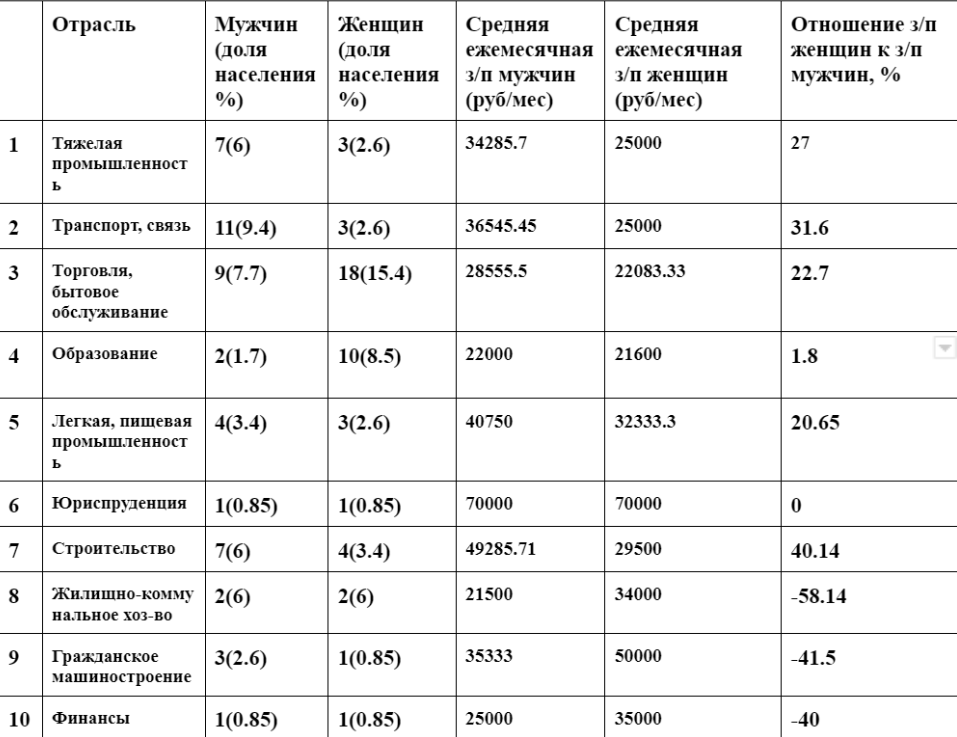 Отрасль	Мужчин (доля населения %)	Женщин (доля населения %)	Средняя ежемесячная з/п мужчин (руб/мес)	Средняя ежемесячная з/п женщин (руб/мес)	Отношение з/п женщин к з/п мужчин, %
1	Тяжелая промышленность	7(6)	3(2.6)	34285.7	25000	27
2	Транспорт, связь	11(9.4)	3(2.6)	36545.45	25000	31.6
3	Торговля, бытовое обслуживание	9(7.7)	18(15.4)	28555.5	22083.33	22.7
4	Образование	2(1.7)	10(8.5)	22000	21600	1.8
5	Легкая, пищевая промышленность	4(3.4)	3(2.6)	40750	32333.3	20.65
6	Юриспруденция	1(0.85)	1(0.85)	70000	70000	0
7	Строительство	7(6)	4(3.4)	49285.71	29500	40.14
8	Жилищно-коммунальное хоз-во	2(6)	2(6)	21500	34000	-58.14
9	Гражданское машиностроение	3(2.6)	1(0.85)	35333	50000	-41.5
10	Финансы	1(0.85)	1(0.85)	25000	35000	-40